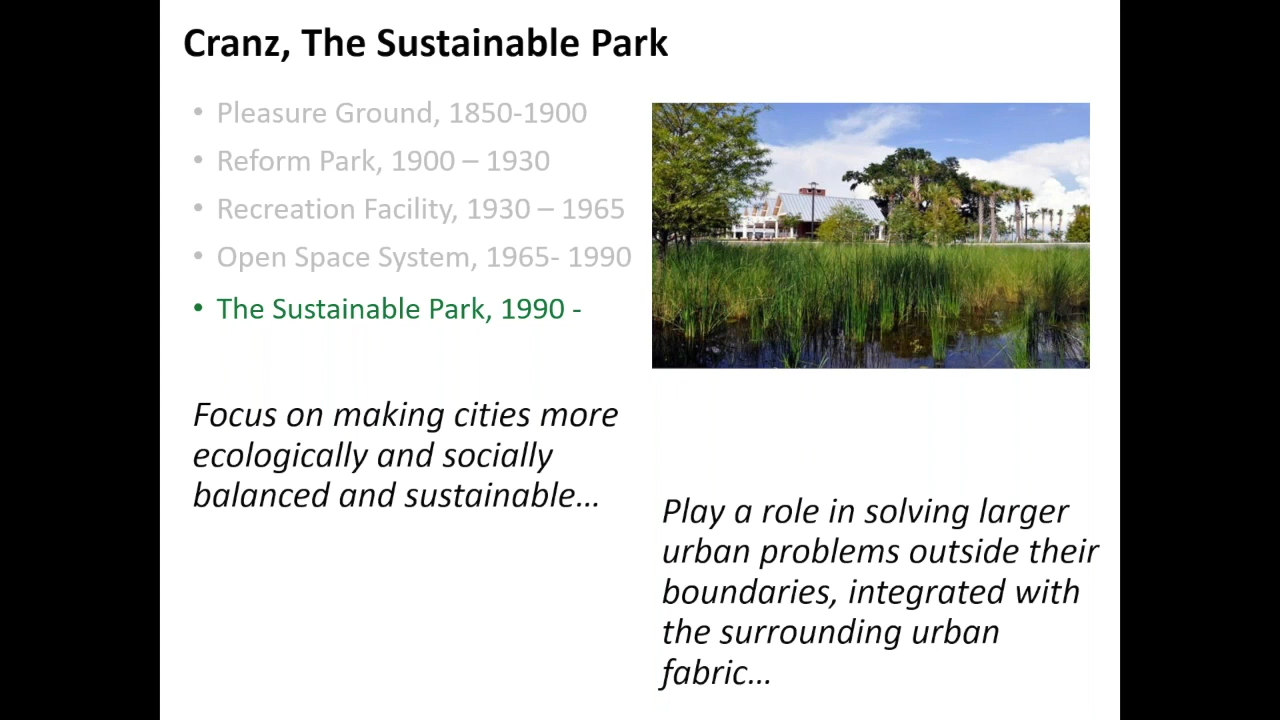 Cranz, The Sustainable Park
• Pleasure Ground, 1850-1900
• Reform Park, 1900 – 1930
• Recreation Facility, 1930 – 1965
• Open Space System, 1965- 1990
• The Sustainable Park, 1990 -
Focus on making cities more
ecologically and socially
balanced and sustainable…
Play a role in solving larger
urban problems outside their
boundaries, integrated with
the surrounding urban
fabric…